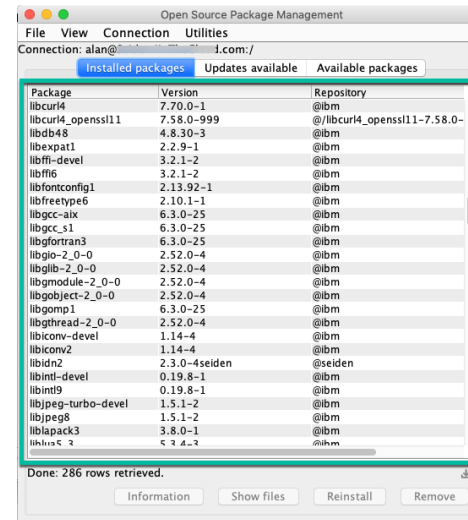 Open Source Package Management
File View Connection Utilities
Connection: alan@ d.com:/
Installed packages Updates available Available packages
Package Version Repository
libcurl4 7.70.0-1 @ibm
libcurl4_openssl11 7.58.0-999 @/libcurl4_openssl11-7.58.0-
libdb48 4.8.30-3 @ibm
libexpat1 2.2.9-1 @ibm
libffi-devel 3.2.1-2 @ibm
libffi6 3.2.1-2 @ibm
libfontconfig1 2.13.92-1 @ibm
libfreetype6 2.10.1-1 @ibm
libgcc-aix 6.3.0-25 @ibm
libgcc_s1 6.3.0-25 @ibm
libgfortran3 6.3.0-25 @ibm
libgio-2_0-0 2.52.0-4 @ibm
libglib-2_0-0 2.52.0-4 @ibm
libgmodule-2_0-0 2.52.0-4 @ibm
libgobject-2_0-0 2.52.0-4 @ibm
libgomp1 6.3.0-25 @ibm
libgthread-2_0-0 2.52.0-4 @ibm
libiconv-devel 1.14-4 @ibm
libiconv2 1.14-4 @ibm
libidn2 2.3.0-4seiden @seiden
libintl-devel 0.19.8-1 @ibm
libintl9 0.19.8-1 @ibm
libjpeg-turbo-devel 1.5.1-2 @ibm
libjpeg8 1.5.1-2 @ibm
liblapack3 3.8.0-1 @ibm
liblua5_3 5.3.4-3 @ibm
Done: 286 rows retrieved.
Information Show files Reinstall Remove